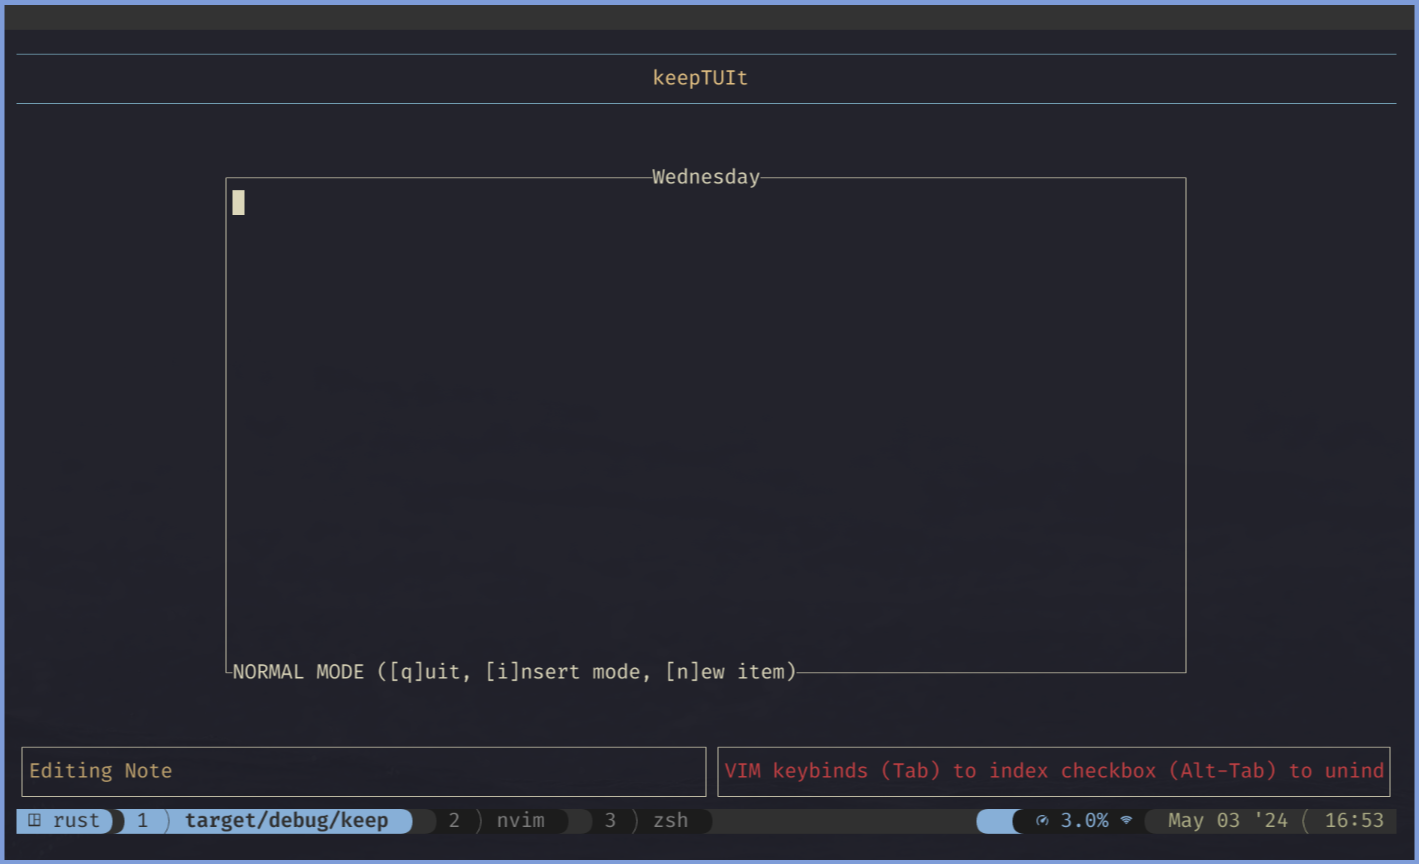 keepTUIt
Wednesday
NORMAL MODE ([q]uit, [i]nsert mode, [n]ew item)
Editing Note
VIM keybinds (Tab) to index checkbox (Alt-Tab) to unind
rust 1 target/debug/keep 2 nvim 3 zsh 3.0% May 03 '24 16:53